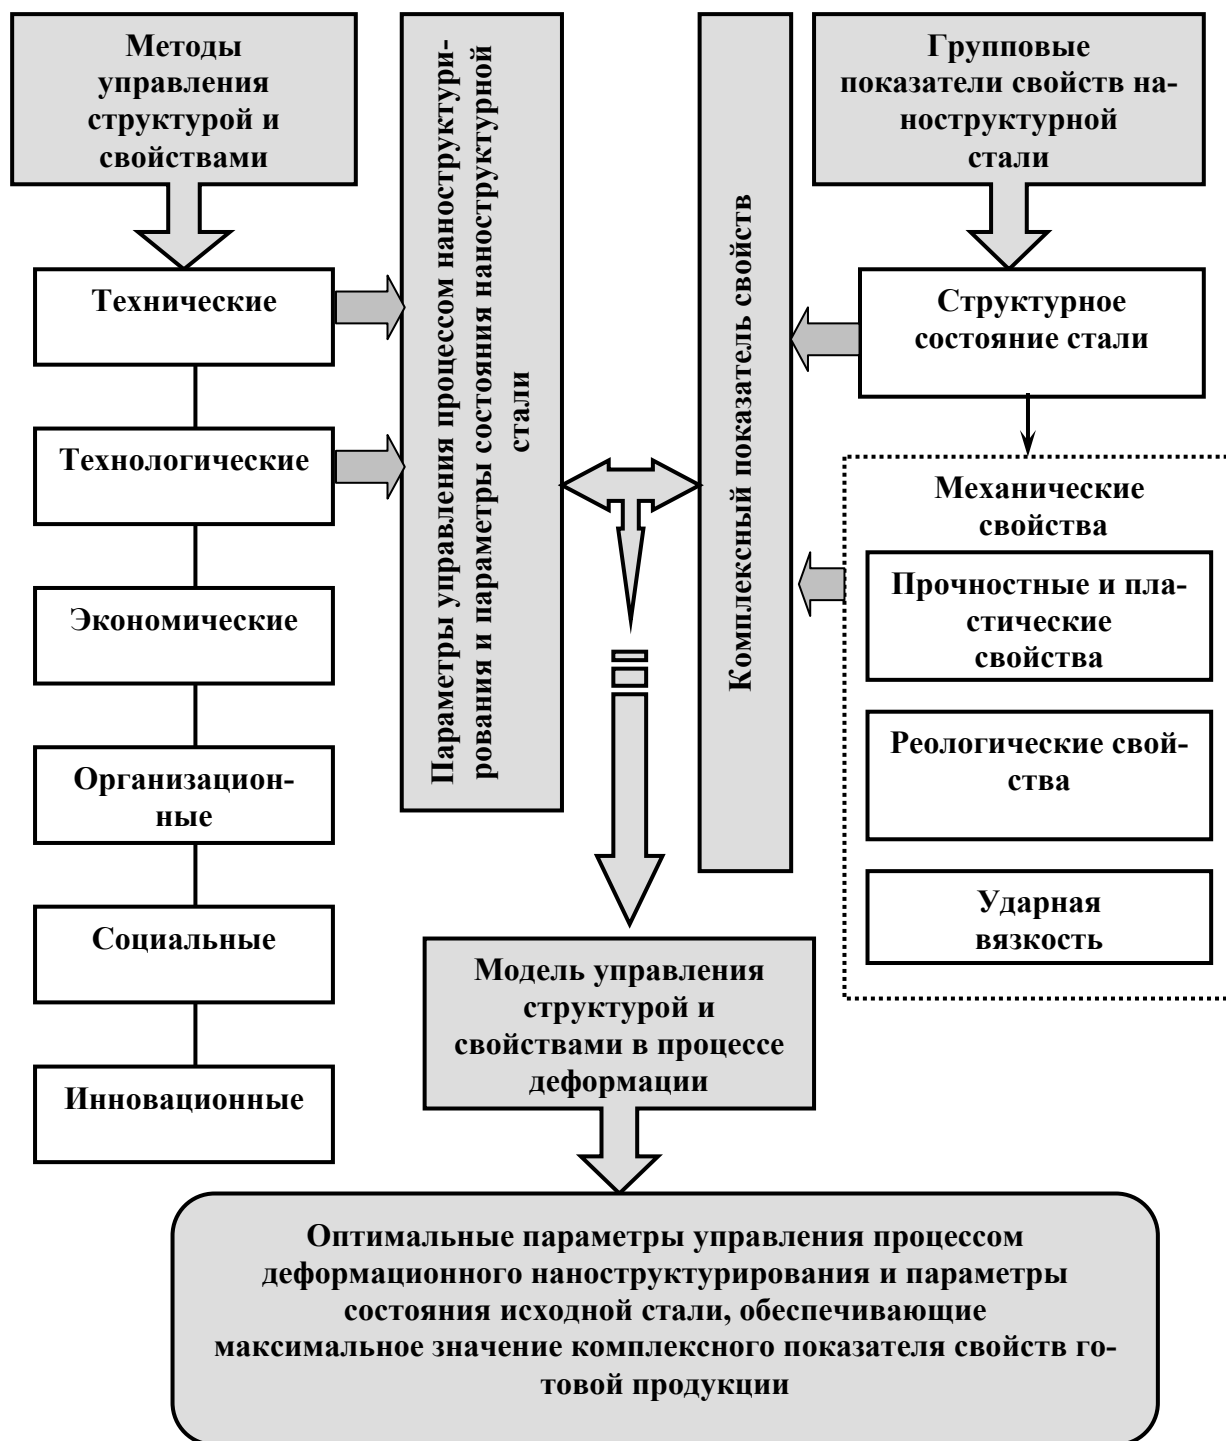 Методы
управления
структурой и
свойствами
Технические
Технологические
Экономические
Организацион-
ные
Социальные
Инновационные
Параметры управления процессом наноструктури-
рования и параметры состояния наноструктурной
стали
Комплексный показатель свойств
Групповые
показатели свойств на-
ноструктурной
стали
Структурное
состояние стали
Механические
свойства
Прочностные и пла-
стические
свойства
Реологические свой-
ства
Ударная
вязкость
Модель управления
структурой и
свойствами в процессе
деформации
Оптимальные параметры управления процессом
деформационного наноструктурирования и параметры
состояния исходной стали, обеспечивающие
максимальное значение комплексного показателя свойств го-
товой продукции